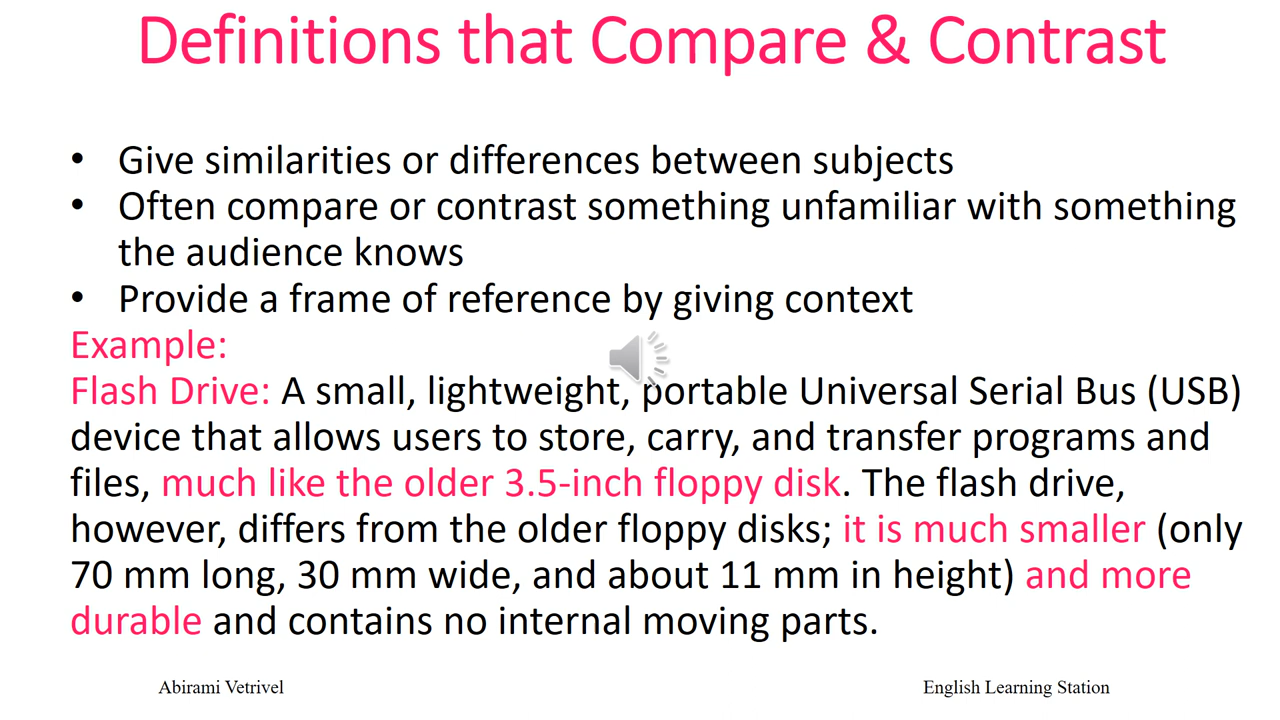 Definitions that Compare & Contrast
• Give similarities or differences between subjects
• Often compare or contrast something unfamiliar with something
the audience knows
• Provide a frame of reference by giving context
Example:
Flash Drive: A small, lightweight, portable Universal Serial Bus (USB)
device that allows users to store, carry, and transfer programs and
files, much like the older 3.5-inch floppy disk. The flash drive,
however, differs from the older floppy disks; it is much smaller (only
70 mm long, 30 mm wide, and about 11 mm in height) and more
durable and contains no internal moving parts.
Abirami Vetrivel
English Learning Station